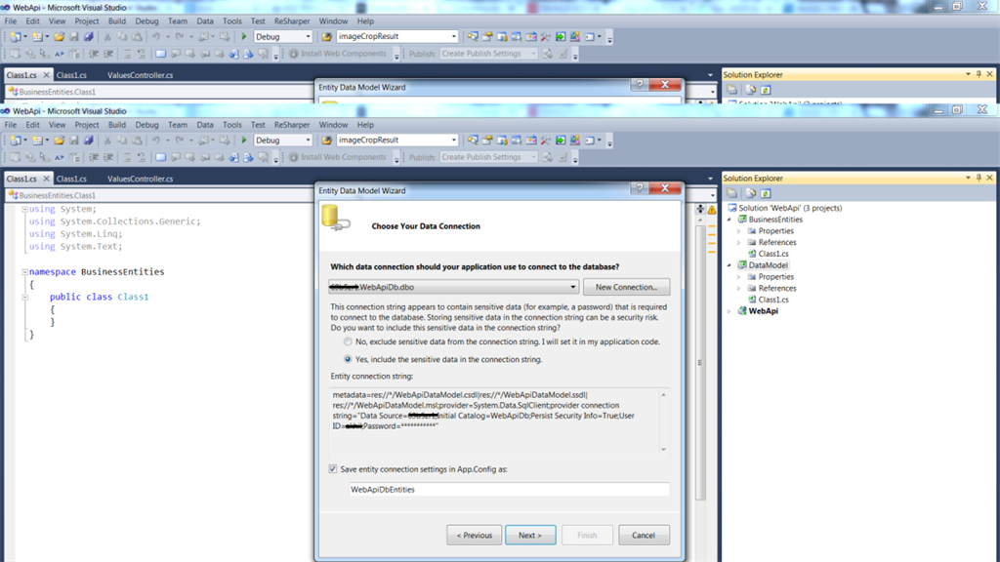 WebApi - Microsoft Visual Studio
File Edit View Project Build Debug Team Data Tools Test ReSharper Window Help
Debug imageCropResult
Install Web Components Publish: Create Publish Settings
Class1.cs Class1.cs ValuesController.cs
Solution Explorer
BusinessEntities.Class1
Entity Data Model Wizard
Solution 'WebApi' (3 projects)
WebApi - Microsoft Visual Studio
File Edit View Project Build Debug Team Data Tools Test ReSharper Window Help
Debug imageCropResult
Install Web Components Publish: Create Publish Settings
Class1.cs Class1.cs ValuesController.cs
BusinessEntities.Class1
using System;
using System.Collections.Generic;
using System.Linq;
using System.Text;
namespace BusinessEntities
{
public class Class1
{
}
}
Entity Data Model Wizard
Choose Your Data Connection
Which data connection should your application use to connect to the database?
.WebApiDb.dbo New Connection...
This connection string appears to contain sensitive data (for example, a password) that is required
to connect to the database. Storing sensitive data in the connection string can be a security risk.
Do you want to include this sensitive data in the connection string?
No, exclude sensitive data from the connection string. I will set it in my application code.
Yes, include the sensitive data in the connection string.
Entity connection string:
metadata=res://*/WebApiDataModel.csdl|res://*/WebApiDataModel.ssdl|
res://*/WebApiDataModel.msl;provider=System.Data.SqlClient;provider connection
string="Data Source= Initial Catalog=WebApiDb;Persist Security Info=True;User
ID= ;Password=***********"
Save entity connection settings in App.Config as:
WebApiDbEntities
< Previous Next > Finish Cancel
Solution Explorer
Solution 'WebApi' (3 projects)
BusinessEntities
Properties
References
Class1.cs
DataModel
Properties
References
Class1.cs
WebApi